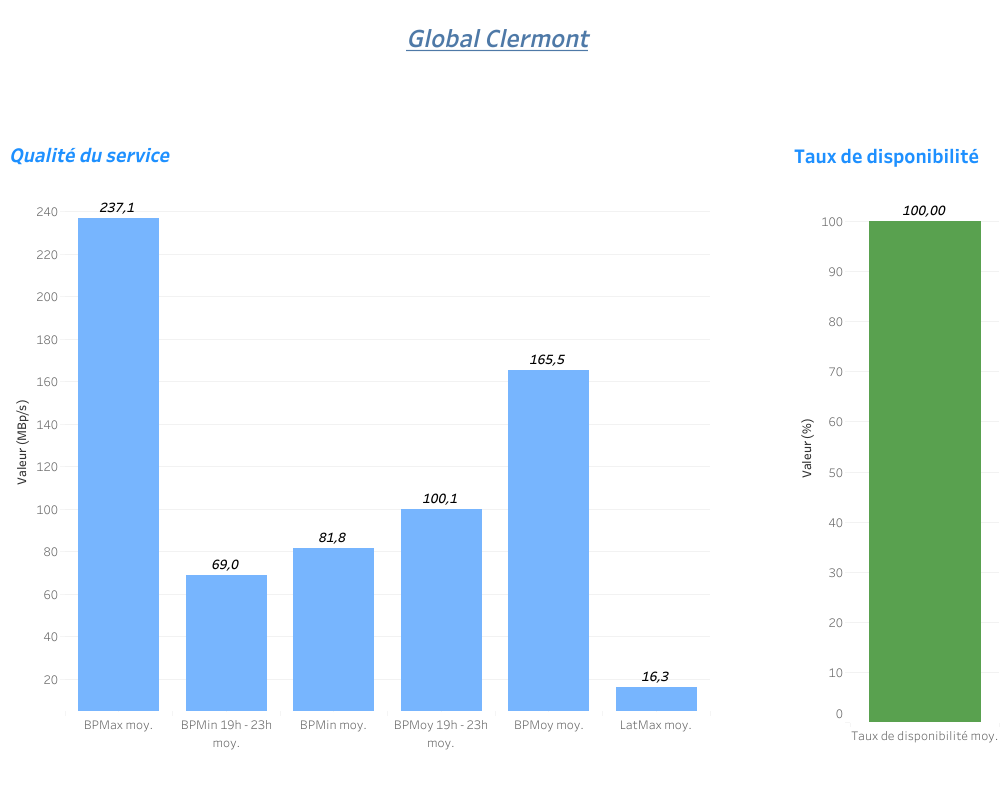 Global Clermont
Qualité du service
Taux de disponibilité
237,1
69,0
81,8
100,1
165,5
16,3
240
220
200
180
160
140
120
100
80
60
40
20
Valeur (MBp/s)
BPMax moy.
BPMin 19h - 23h
moy.
BPMin moy.
BPMoy 19h - 23h
moy.
BPMoy moy.
LatMax moy.
100,00
100
90
80
70
60
50
40
30
20
10
0
Valeur (%)
Taux de disponibilité moy.